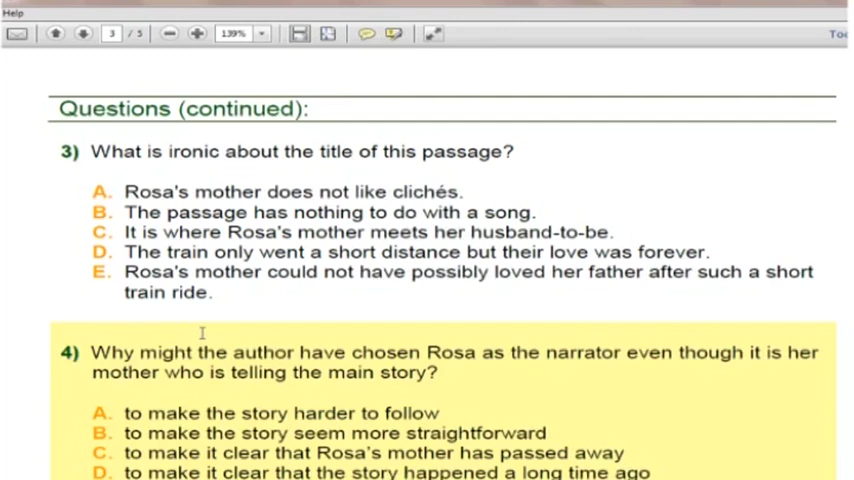 Help
3 / 5 139% Too
Questions (continued):
3) What is ironic about the title of this passage?
A. Rosa's mother does not like clichés.
B. The passage has nothing to do with a song.
C. It is where Rosa's mother meets her husband-to-be.
D. The train only went a short distance but their love was forever.
E. Rosa's mother could not have possibly loved her father after such a short
train ride.
4) Why might the author have chosen Rosa as the narrator even though it is her
mother who is telling the main story?
A. to make the story harder to follow
B. to make the story seem more straightforward
C. to make it clear that Rosa's mother has passed away
D. to make it clear that the story happened a long time ago